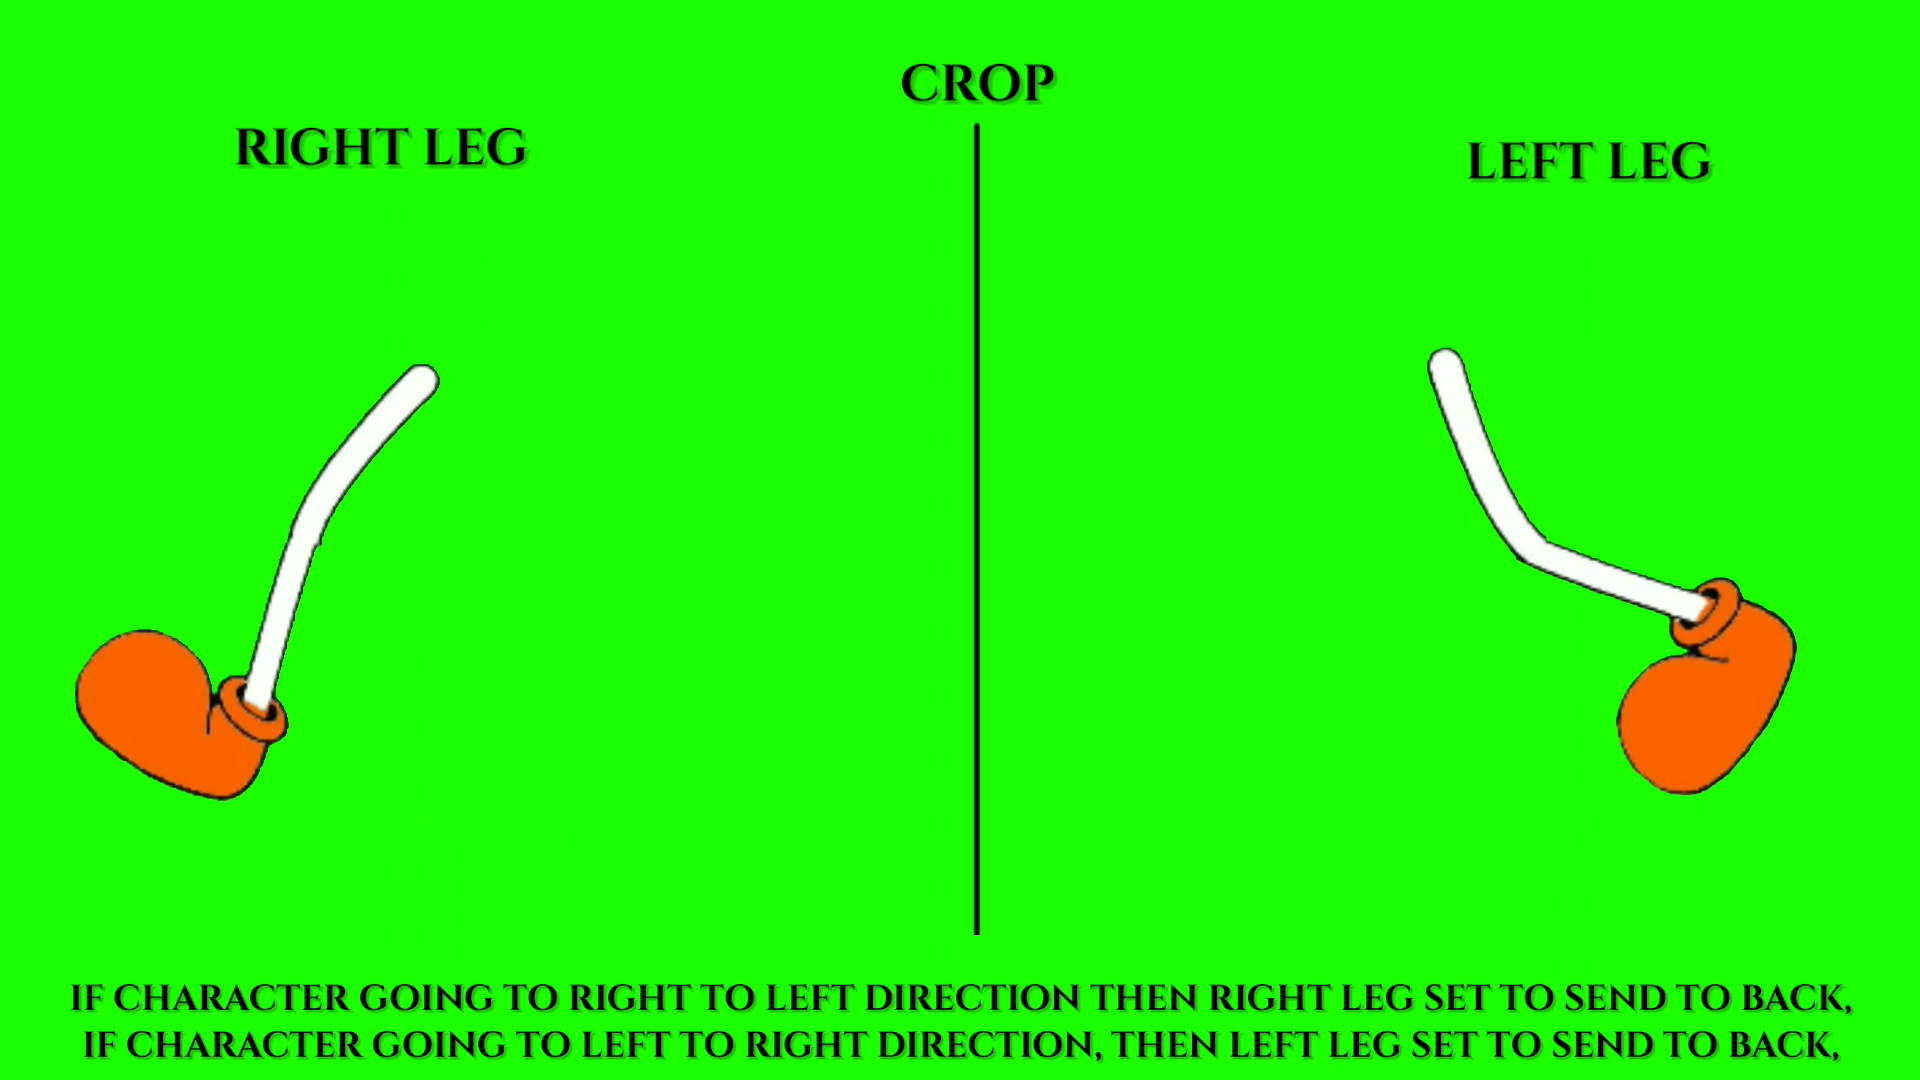 CROP
RIGHT LEG
LEFT LEG
IF CHARACTER GOING TO RIGHT TO LEFT DIRECTION THEN RIGHT LEG SET TO SEND TO BACK,
IF CHARACTER GOING TO LEFT TO RIGHT DIRECTION, THEN LEFT LEG SET TO SEND TO BACK,